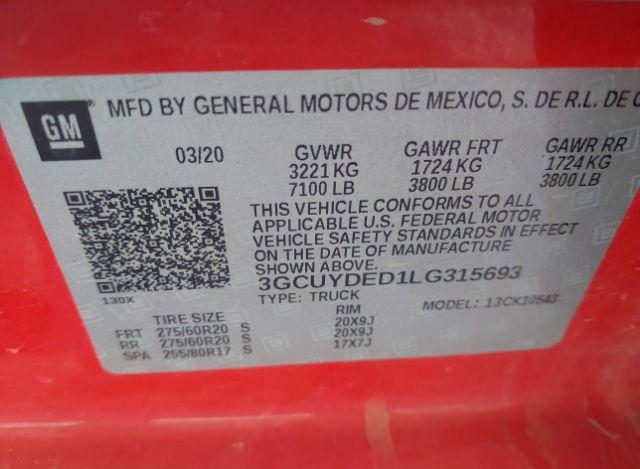 GM
MFD BY GENERAL MOTORS DE MEXICO, S. DE R.L. DE C
03/20 GVWR GAWR FRT GAWR RR
3221 KG 1724 KG 1724 KG
7100 LB 3800 LB 3800 LB
THIS VEHICLE CONFORMS TO ALL
APPLICABLE U.S. FEDERAL MOTOR
VEHICLE SAFETY STANDARDS IN EFFECT
ON THE DATE OF MANUFACTURE
SHOWN ABOVE.
3GCUYDED1LG315693
130X
TYPE: TRUCK MODEL: 13CK10543
TIRE SIZE RIM
FRT 275/60R20 S 20X9J
RR 275/60R20 S 20X9J
SPA 255/80R17 S 17X7J